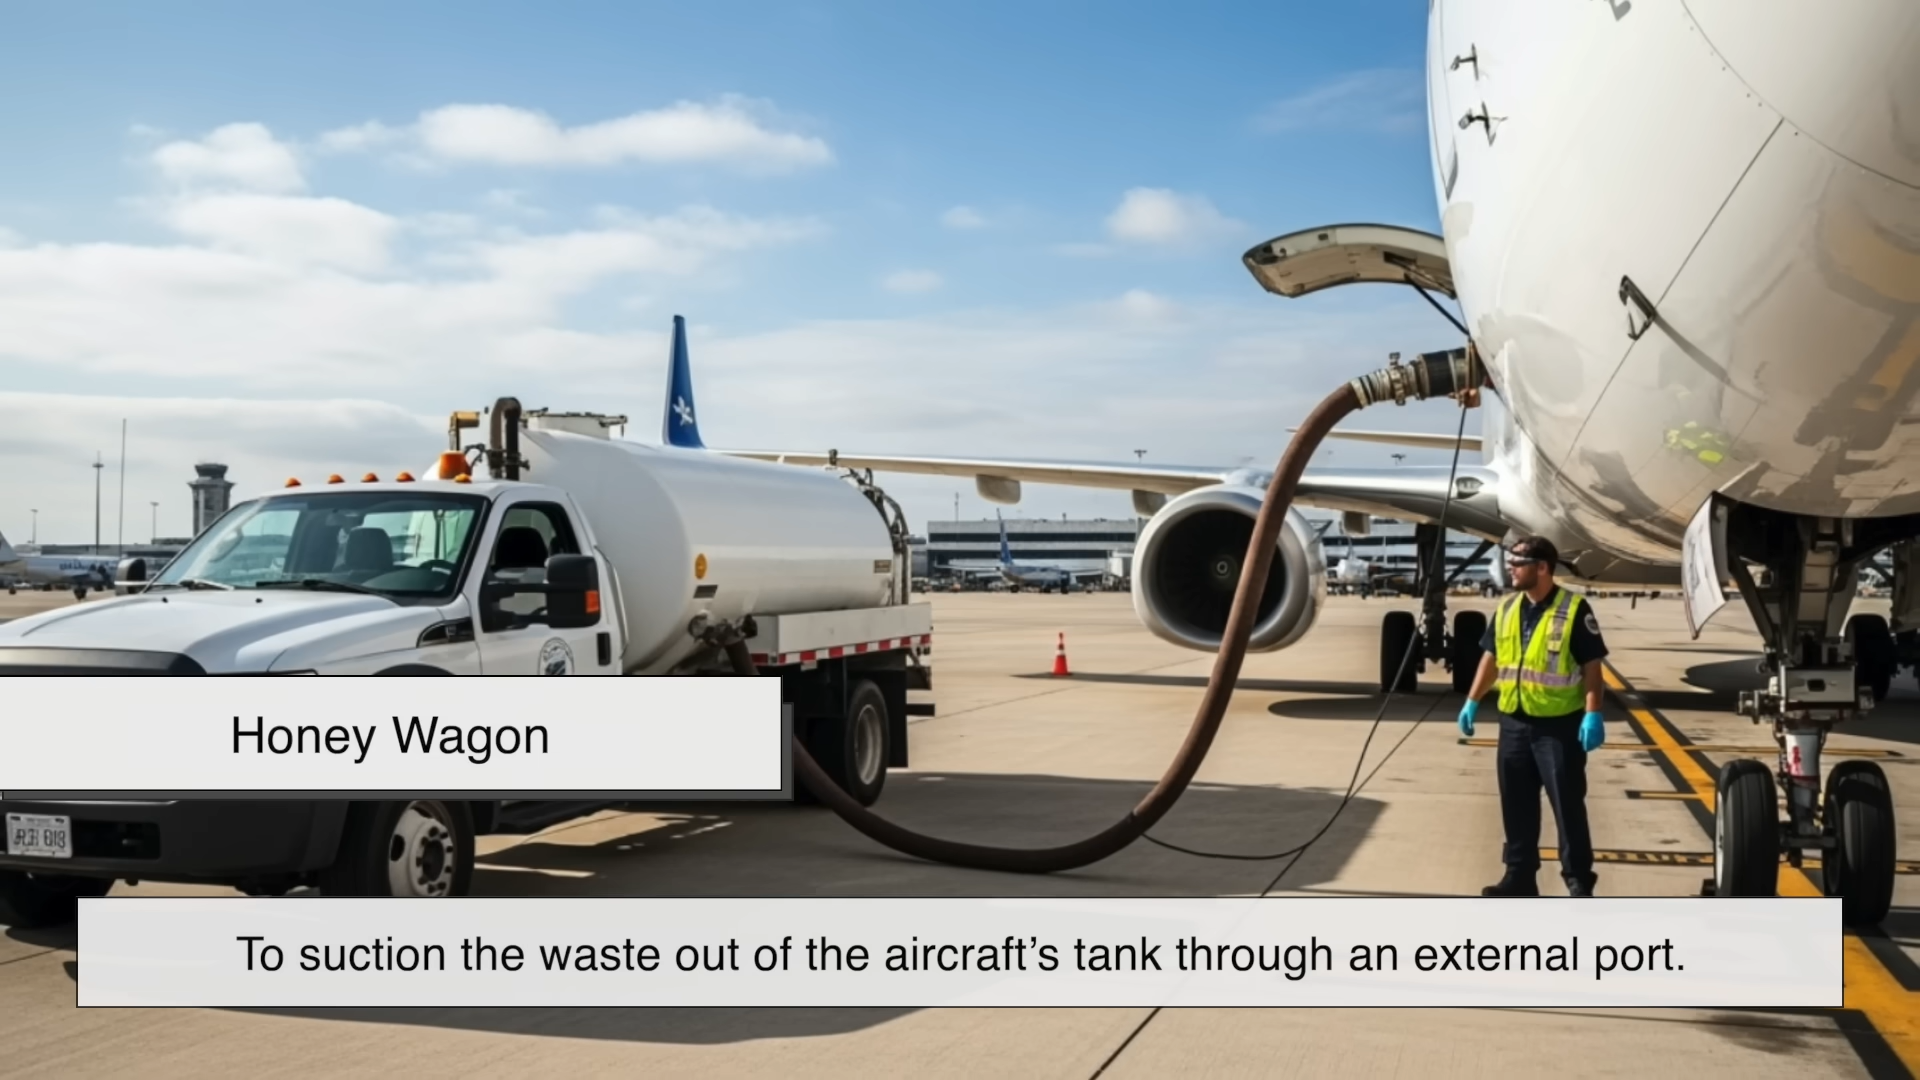 Honey Wagon
To suction the waste out of the aircraft’s tank through an external port.